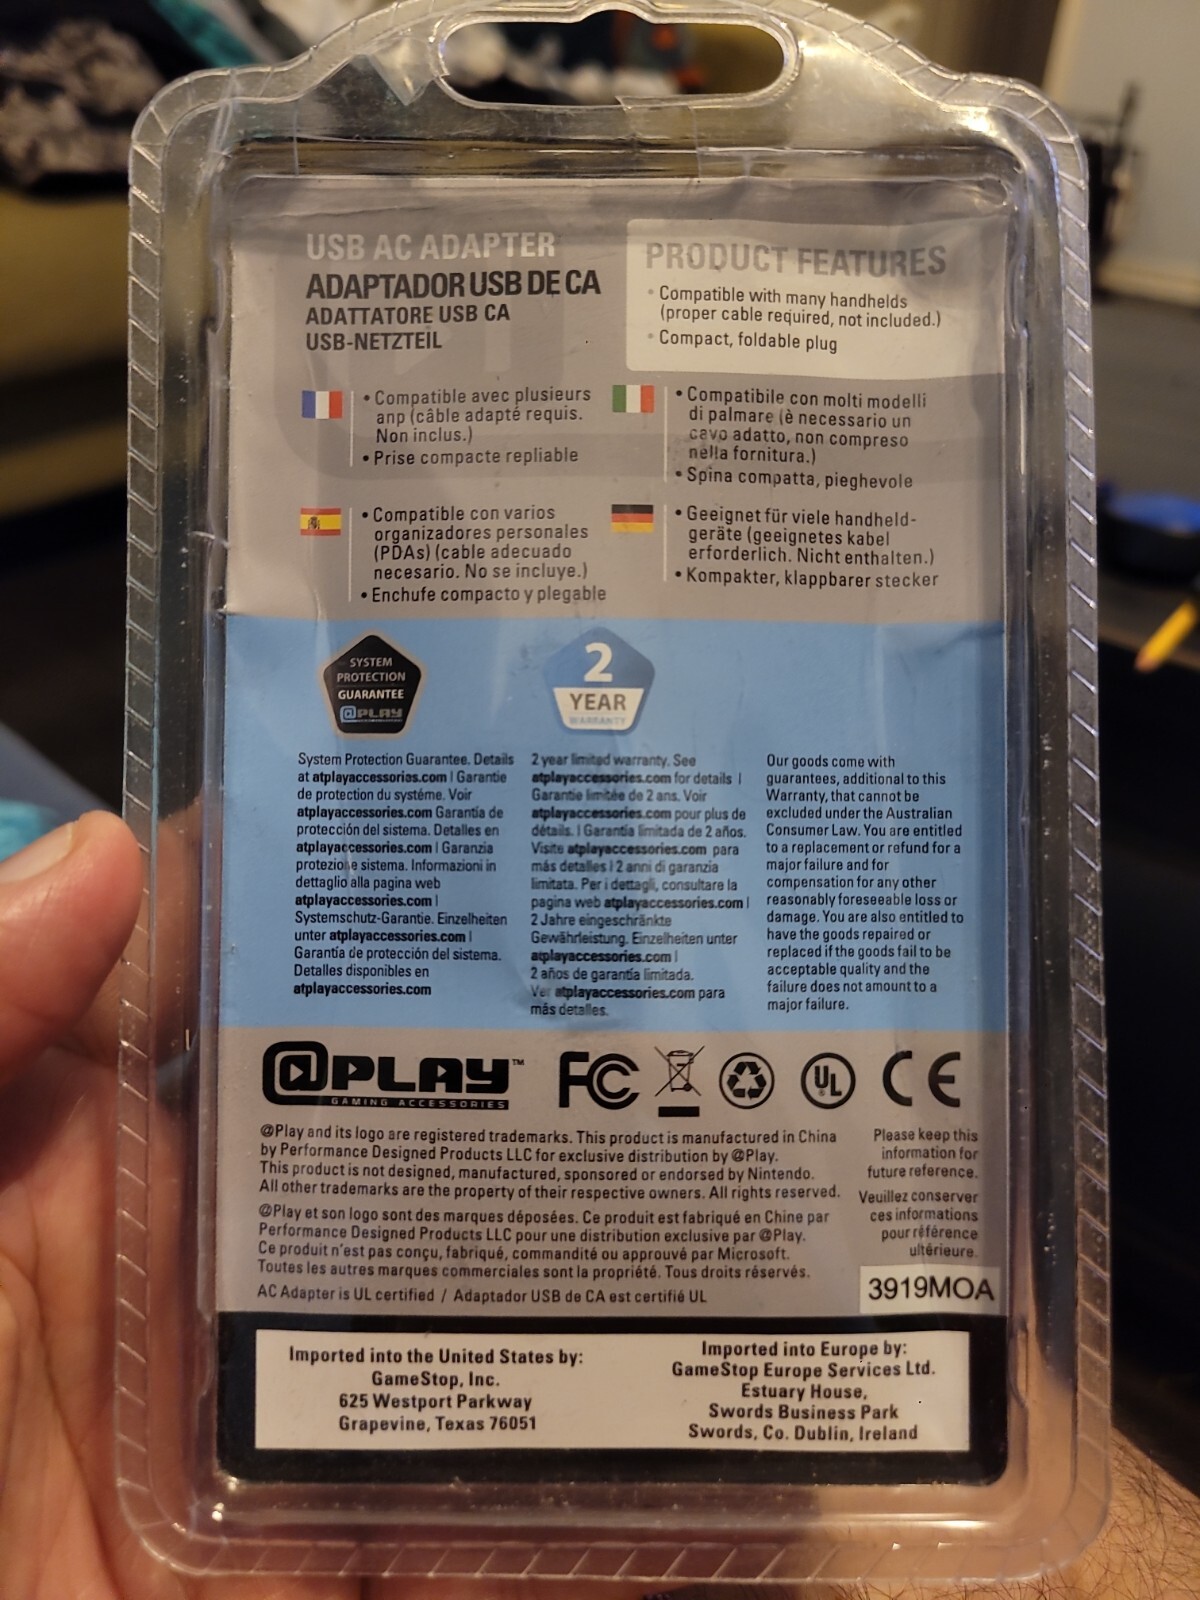 USB AC ADAPTER
ADAPTADOR USB DE CA
ADATTATORE USB CA
USB-NETZTEIL
PRODUCT FEATURES
• Compatible with many handhelds
(proper cable required, not included.)
• Compact, foldable plug
• Compatible avec plusieurs
anp (câble adapté requis.
Non inclus.)
• Prise compacte repliable
• Compatibile con molti modelli
di palmare (è necessario un
cavo adatto, non compreso
nella fornitura.)
• Spina compatta, pieghevole
• Compatible con varios
organizadores personales
(PDAs) (cable adecuado
necesario. No se incluye.)
• Enchufe compacto y plegable
• Geeignet für viele handheld-
geräte (geeignetes kabel
erforderlich. Nicht enthalten.)
• Kompakter, klappbarer stecker
SYSTEM
PROTECTION
GUARANTEE
@PLAY
2
YEAR
WARRANTY
System Protection Guarantee. Details
at atplayaccessories.com | Garantie
de protection du systéme. Voir
atplayaccessories.com Garantía de
protección del sistema. Detalles en
atplayaccessories.com | Garanzia
protezione sistema. Informazioni in
dettaglio alla pagina web
atplayaccessories.com |
Systemschutz-Garantie. Einzelheiten
unter atplayaccessories.com |
Garantía de protección del sistema.
Detalles disponibles en
atplayaccessories.com
2 year limited warranty. See
atplayaccessories.com for details |
Garantie limitée de 2 ans. Voir
atplayaccessories.com pour plus de
détails. | Garantía limitada de 2 años.
Visite atplayaccessories.com para
más detalles | 2 anni di garanzia
limitata. Per i dettagli, consultare la
pagina web atplayaccessories.com |
2 Jahre eingeschränkte
Gewährleistung. Einzelheiten unter
atplayaccessories.com |
2 años de garantía limitada.
Ver atplayaccessories.com para
más detalles.
Our goods come with
guarantees, additional to this
Warranty, that cannot be
excluded under the Australian
Consumer Law. You are entitled
to a replacement or refund for a
major failure and for
compensation for any other
reasonably foreseeable loss or
damage. You are also entitled to
have the goods repaired or
replaced if the goods fail to be
acceptable quality and the
failure does not amount to a
major failure.
@PLAY™
GAMING ACCESSORIES
FC
UL
CE
@Play and its logo are registered trademarks. This product is manufactured in China
by Performance Designed Products LLC for exclusive distribution by @Play.
This product is not designed, manufactured, sponsored or endorsed by Nintendo.
All other trademarks are the property of their respective owners. All rights reserved.
@Play et son logo sont des marques déposées. Ce produit est fabriqué en Chine par
Performance Designed Products LLC pour une distribution exclusive par @Play.
Ce produit n'est pas conçu, fabriqué, commandité ou approuvé par Microsoft.
Toutes les autres marques commerciales sont la propriété. Tous droits réservés.
AC Adapter is UL certified / Adaptador USB de CA est certifié UL
Please keep this
information for
future reference.
Veuillez conserver
ces informations
pour référence
ultérieure.
3919MOA
Imported into the United States by:
GameStop, Inc.
625 Westport Parkway
Grapevine, Texas 76051
Imported into Europe by:
GameStop Europe Services Ltd.
Estuary House,
Swords Business Park
Swords, Co. Dublin, Ireland